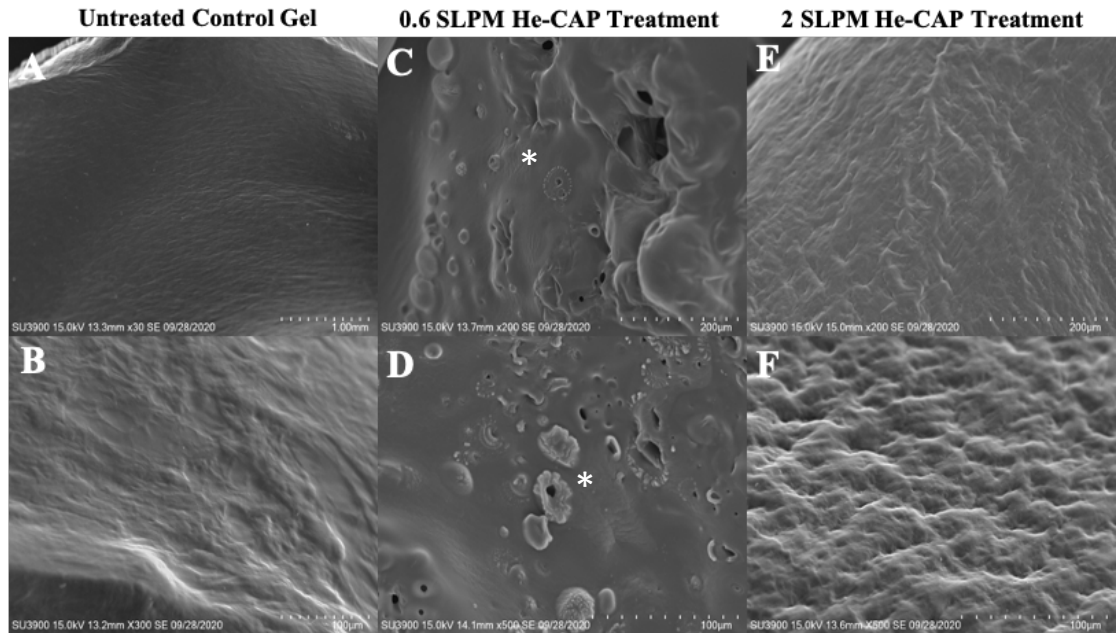 Untreated Control Gel
0.6 SLPM He-CAP Treatment
2 SLPM He-CAP Treatment
A
C
*
E
SU3900 15.0kV 13.3mm x30 SE 09/28/2020
1.00mm
SU3900 15.0kV 13.7mm x200 SE 09/28/2020
200µm
SU3900 15.0kV 15.0mm x200 SE 09/28/2020
200µm
B
D
*
F
SU3900 15.0kV 13.2mm X300 SE 09/28/2020
100µm
SU3900 15.0kV 14.1mm x500 SE 09/28/2020
100µm
SU3900 15.0kV 13.6mm X500 SE 09/28/2020
100µm